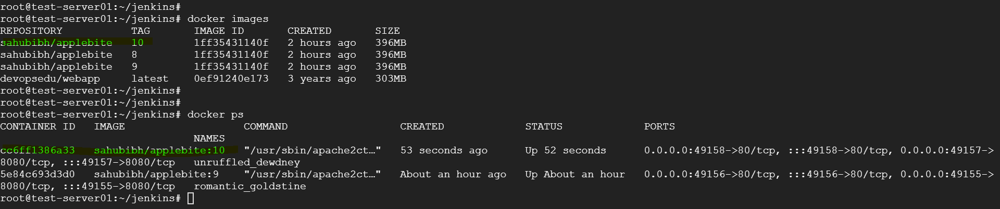 root@test-server01:~/jenkins#
root@test-server01:~/jenkins# docker images
REPOSITORY           TAG       IMAGE ID       CREATED       SIZE
sahubibh/applebite   10        1ff35431140f   2 hours ago   396MB
sahubibh/applebite   8         1ff35431140f   2 hours ago   396MB
sahubibh/applebite   9         1ff35431140f   2 hours ago   396MB
devopsedu/webapp     latest    0ef91240e173   3 years ago   303MB
root@test-server01:~/jenkins#
root@test-server01:~/jenkins#
root@test-server01:~/jenkins# docker ps
CONTAINER ID   IMAGE                   COMMAND                  CREATED             STATUS             PORTS
                               NAMES
cc6ff1386a33   sahubibh/applebite:10   "/usr/sbin/apache2ct…"   53 seconds ago      Up 52 seconds      0.0.0.0:49158->80/tcp, :::49158->80/tcp, 0.0.0.0:49157->
8080/tcp, :::49157->8080/tcp   unruffled_dewdney
5e84c693d3d0   sahubibh/applebite:9    "/usr/sbin/apache2ct…"   About an hour ago   Up About an hour   0.0.0.0:49156->80/tcp, :::49156->80/tcp, 0.0.0.0:49155->
8080/tcp, :::49155->8080/tcp   romantic_goldstine
root@test-server01:~/jenkins#